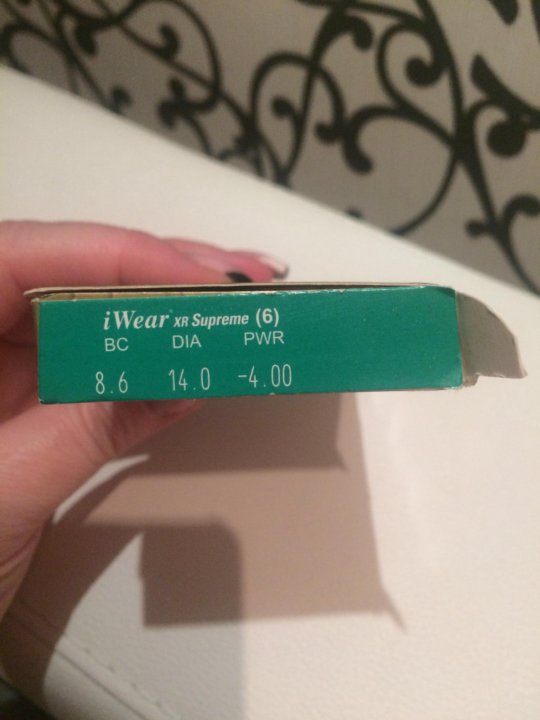 iWear XR Supreme (6)
BC DIA PWR
8.6 14.0 -4.00